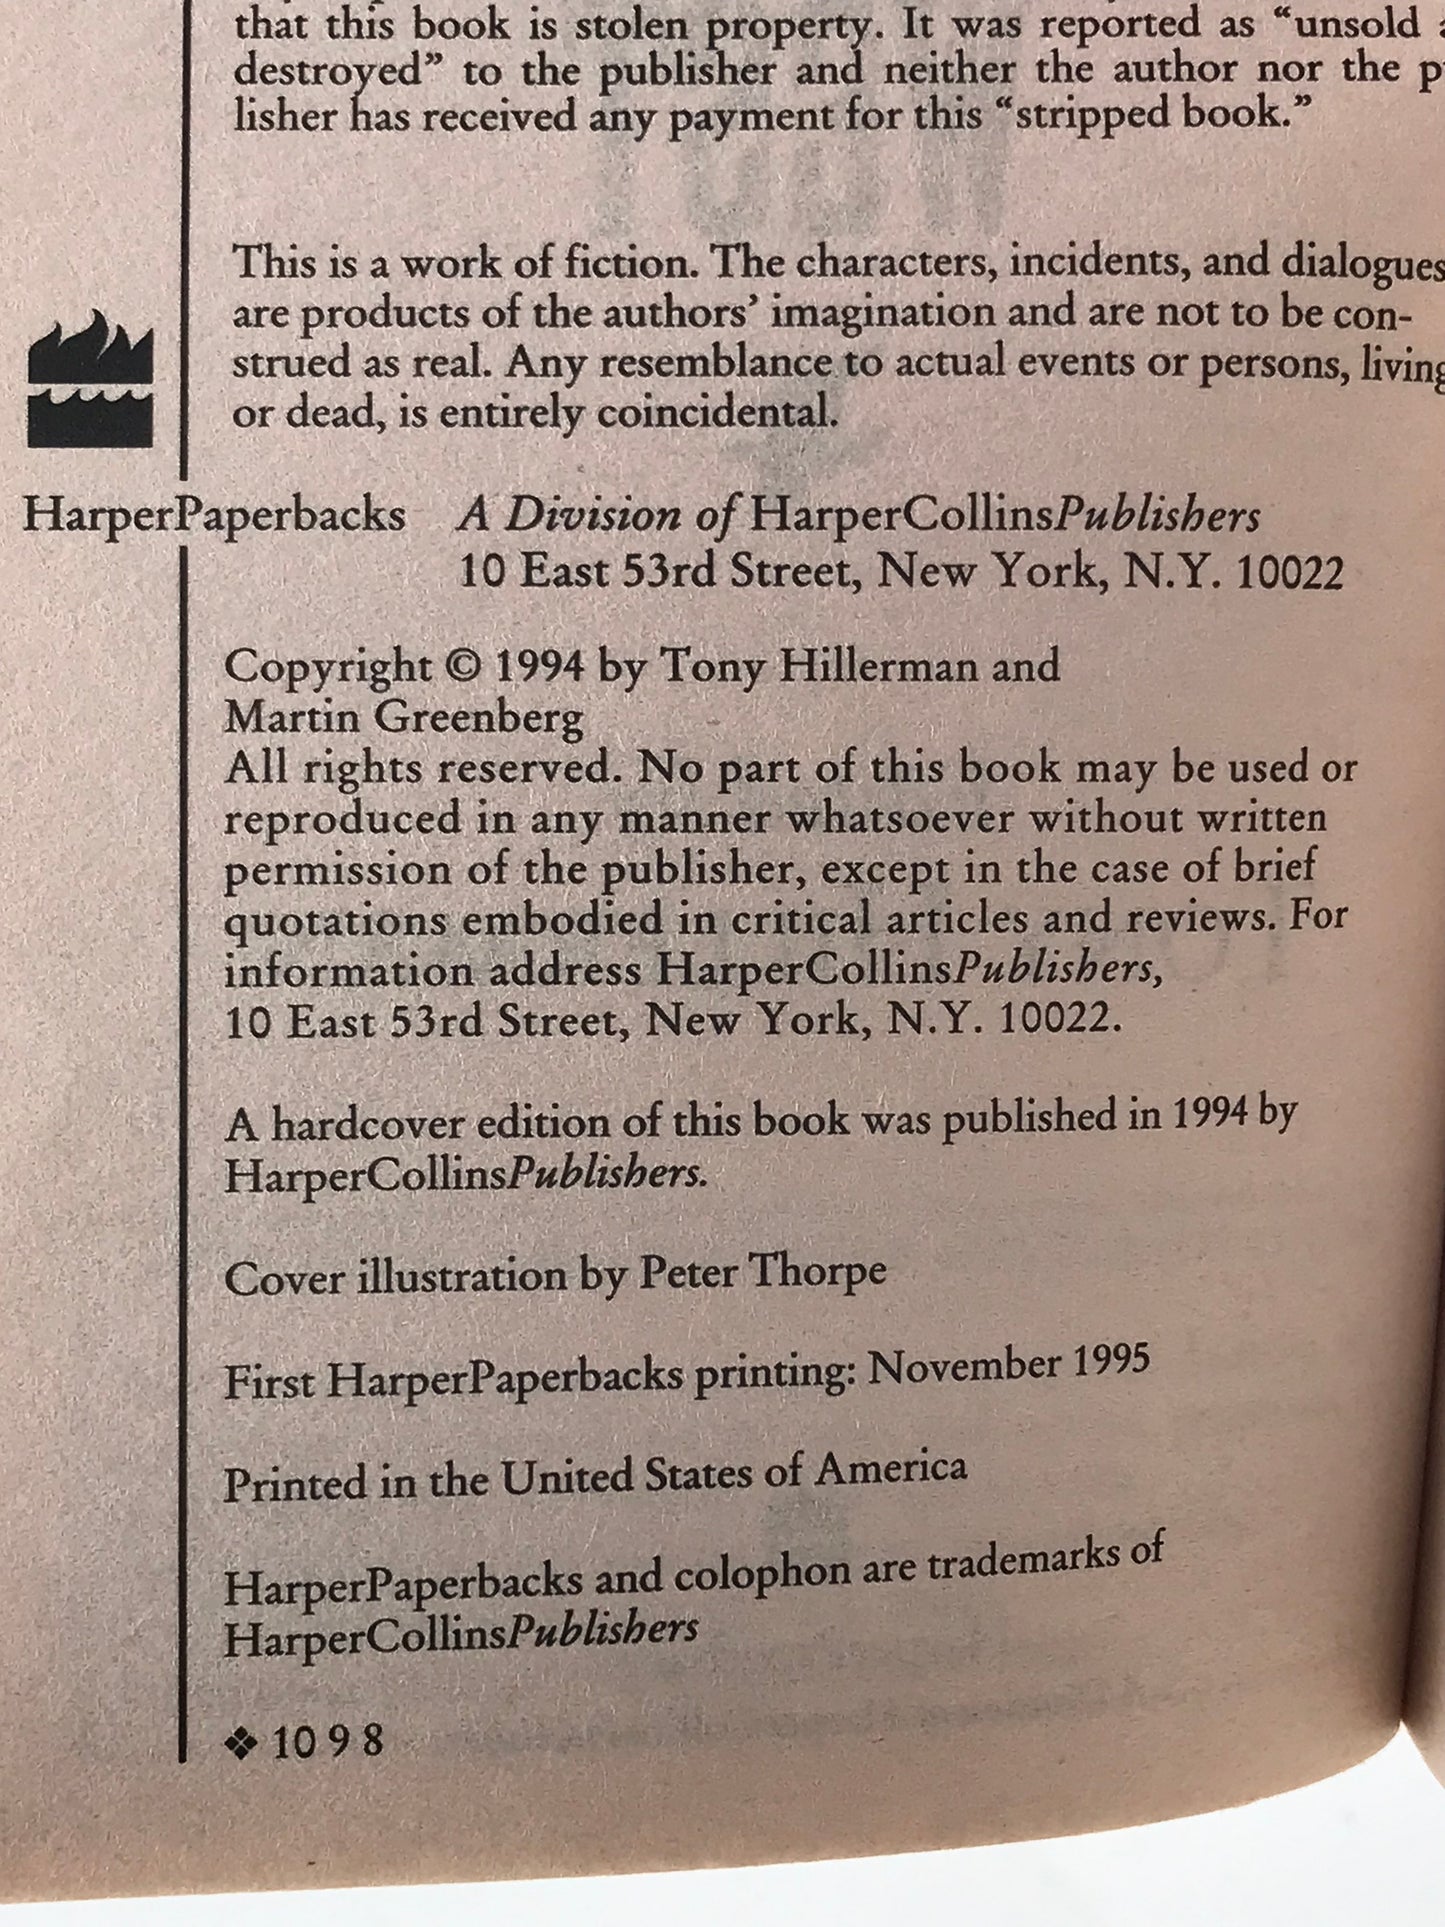 that this book is stolen property. It was reported as “unsold
destroyed” to the publisher and neither the author nor the
lisher has received any payment for this “stripped book.”
This is a work of fiction. The characters, incidents, and dialogues
are products of the authors’ imagination and are not to be con-
strued as real. Any resemblance to actual events or persons, living
or dead, is entirely coincidental.
HarperPaperbacks A Division of HarperCollinsPublishers
10 East 53rd Street, New York, N.Y. 10022
Copyright © 1994 by Tony Hillerman and
Martin Greenberg
All rights reserved. No part of this book may be used or
reproduced in any manner whatsoever without written
permission of the publisher, except in the case of brief
quotations embodied in critical articles and reviews. For
information address HarperCollinsPublishers,
10 East 53rd Street, New York, N.Y. 10022.
A hardcover edition of this book was published in 1994 by
HarperCollinsPublishers.
Cover illustration by Peter Thorpe
First HarperPaperbacks printing: November 1995
Printed in the United States of America
HarperPaperbacks and colophon are trademarks of
HarperCollinsPublishers
❖ 10 9 8